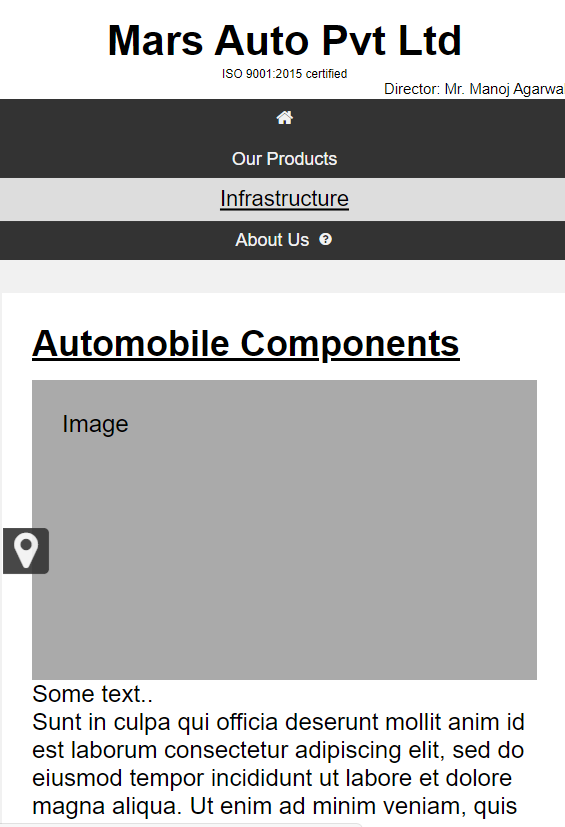 Mars Auto Pvt Ltd
ISO 9001:2015 certified
Director: Mr. Manoj Agarwa
Our Products
Infrastructure
About Us ?
Automobile Components
Image
Some text..
Sunt in culpa qui officia deserunt mollit anim id
est laborum consectetur adipiscing elit, sed do
eiusmod tempor incididunt ut labore et dolore
magna aliqua. Ut enim ad minim veniam, quis